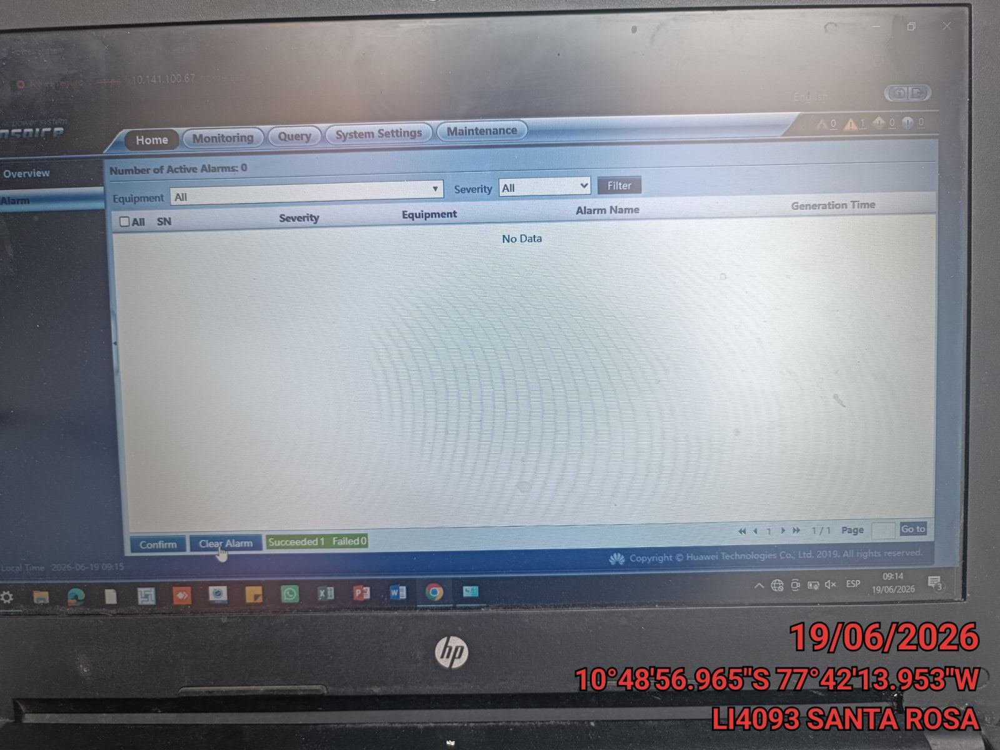 10.141.100.67
English
power system
Home Monitoring Query System Settings Maintenance
0 1 0 0
Overview
Alarm
Number of Active Alarms: 0
Equipment All Severity All Filter
All SN Severity Equipment Alarm Name Generation Time
No Data
Confirm Clear Alarm Succeeded 1 Failed 0
1 1 / 1 Page Go to
Copyright © Huawei Technologies Co., Ltd. 2019. All rights reserved.
Local Time 2026-06-19 09:15
ESP
09:14
19/06/2026
3
hp
19/06/2026
10°48'56.965"S 77°42'13.953"W
LI4093 SANTA ROSA